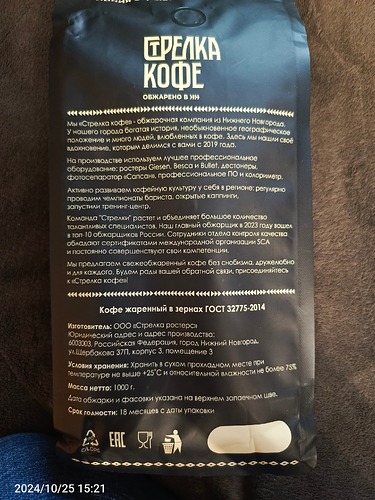 СТРЕЛКА
КОФЕ
ОБЖАРЕНО В
Мы «Стрелка кофе» - обжарочная компания из Нижнего Новгорода.
У нашего города богатая история, необыкновенное географическое
положение и много людей, влюбленных в кофе. Здесь мы нашли своё
вдохновение, которым делимся с вами с 2019 года.
На производстве используем лучшее профессиональное
оборудование: ростеры Giesen, Besca и Bullet, дестонеры,
фотосепаратор «Сапсан», профессиональное ПО и колориметр.
Активно развиваем кофейную культуру у себя в регионе: регулярно
проводим чемпионаты бариста, открытые каппинги,
запустили тренинг-центр.
Команда "Стрелки" растет и объединяет большое количество
талантливых специалистов. Наш главный обжарщик в 2023 году вошел
в топ-10 обжарщиков России. Сотрудники отдела контроля качества
обладают сертификатами международной организации SCA
и постоянно совершенствуют свои компетенции.
Мы предлагаем свежеобжаренный кофе без снобизма, дружелюбно
и для каждого. Будем рады вашей обратной связи, присоединяйтесь
к «Стрелка кофе»!
Кофе жаренный в зернах ГОСТ 32775-2014
Изготовитель: ООО «Стрелка ростерс»
Юридический адрес и адрес производства:
6003003, Российская Федерация, город Нижний Новгород,
ул.Щербакова 37Л, корпус 3, помещение 3
Условия хранения: Хранить в сухом прохладном месте при
температуре не выше +25°С и относительной влажности не более 75%
Масса нетто: 1000 г.
Дата обжарки и фасовки указана на верхнем запаечном шве.
Срок годности: 18 месяцев с даты упаковки
EAC
2024/10/25 15:21